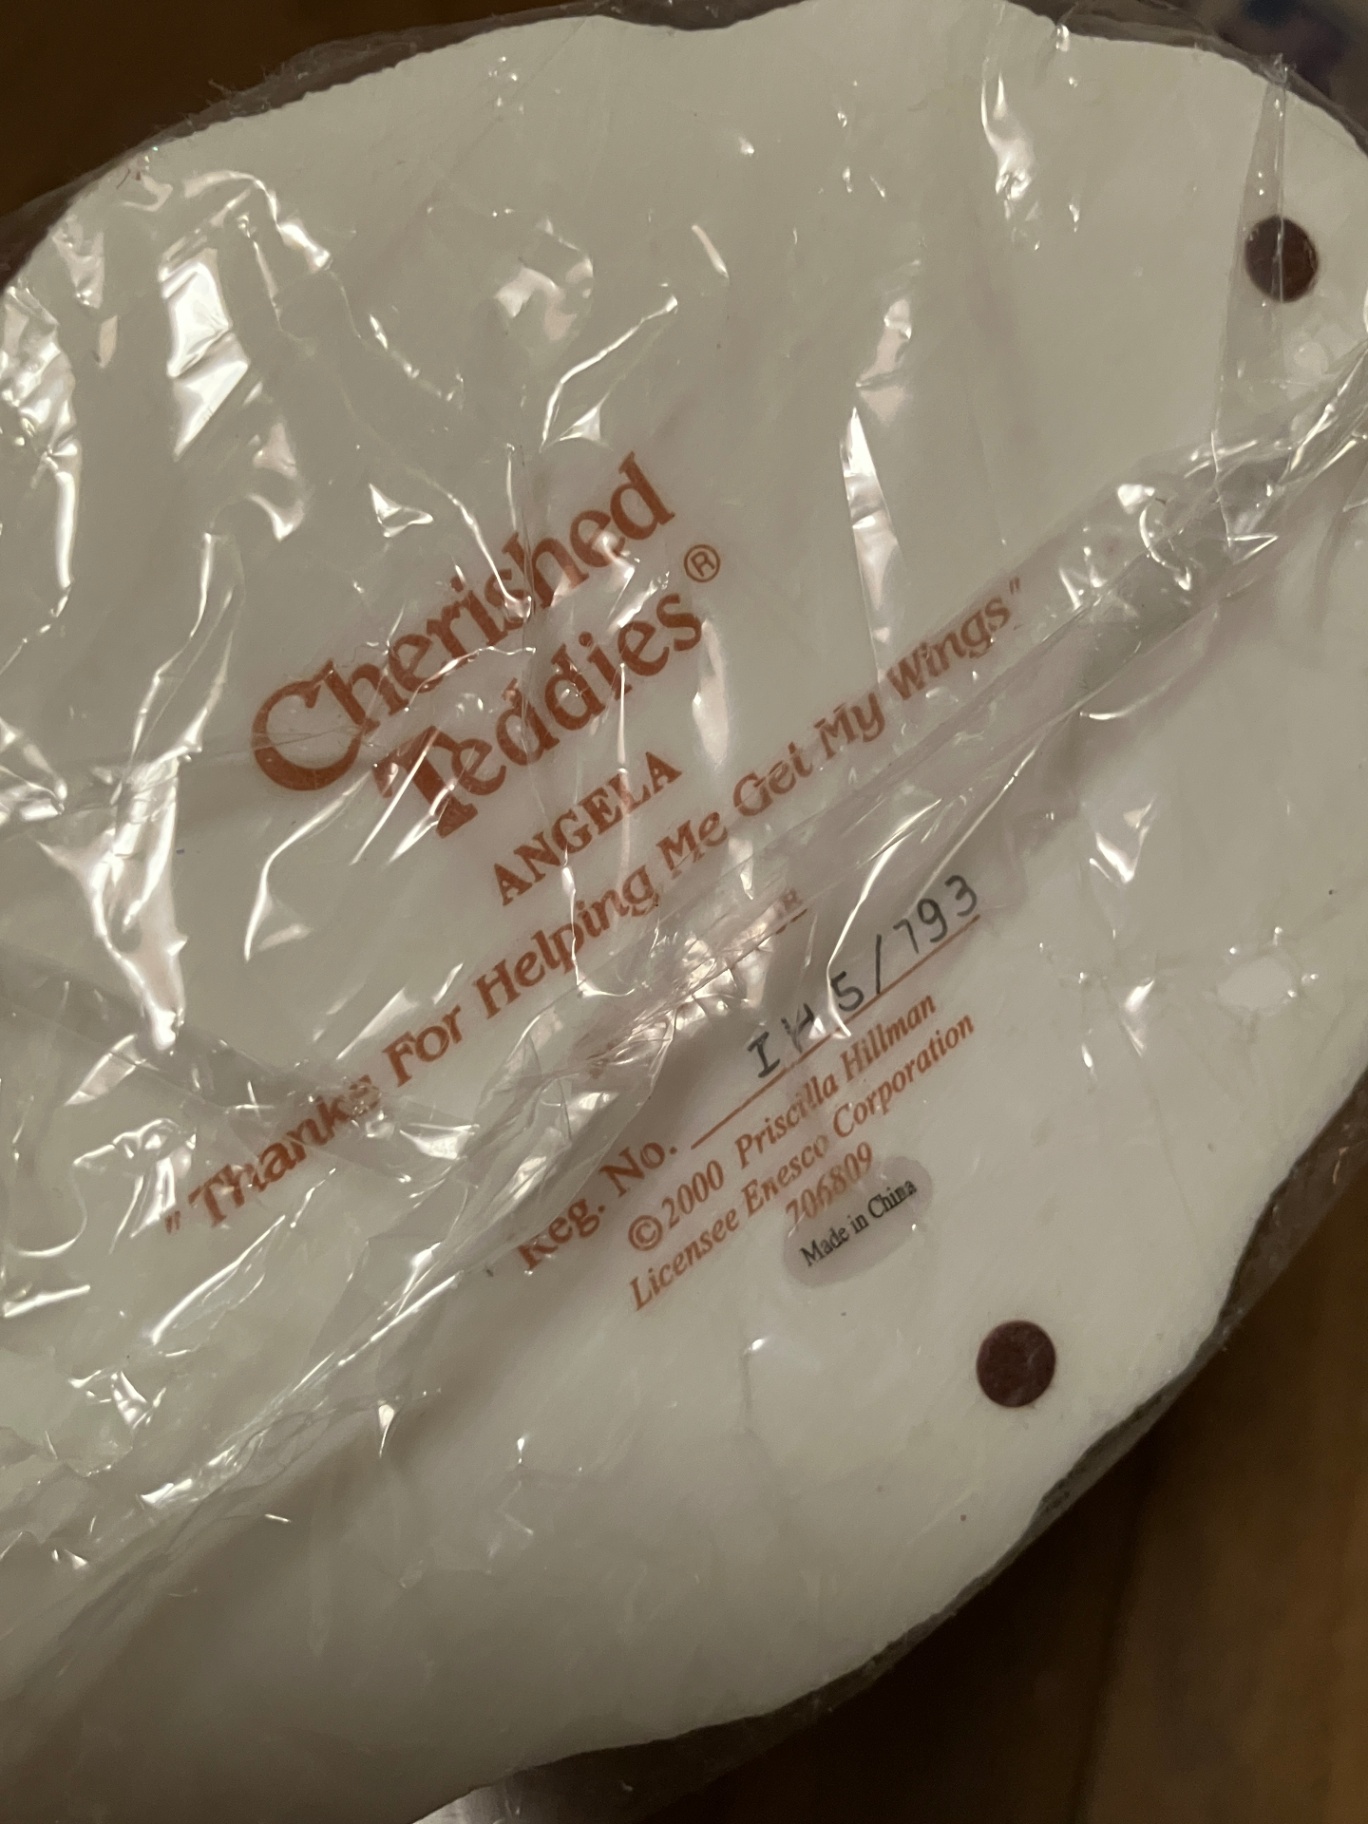 Cherished
Teddies®
ANGELA
"Thanks For Helping Me Get My Wings"
Reg. No. IH5/793
©2000 Priscilla Hillman
Licensee Enesco Corporation
706809
Made in China